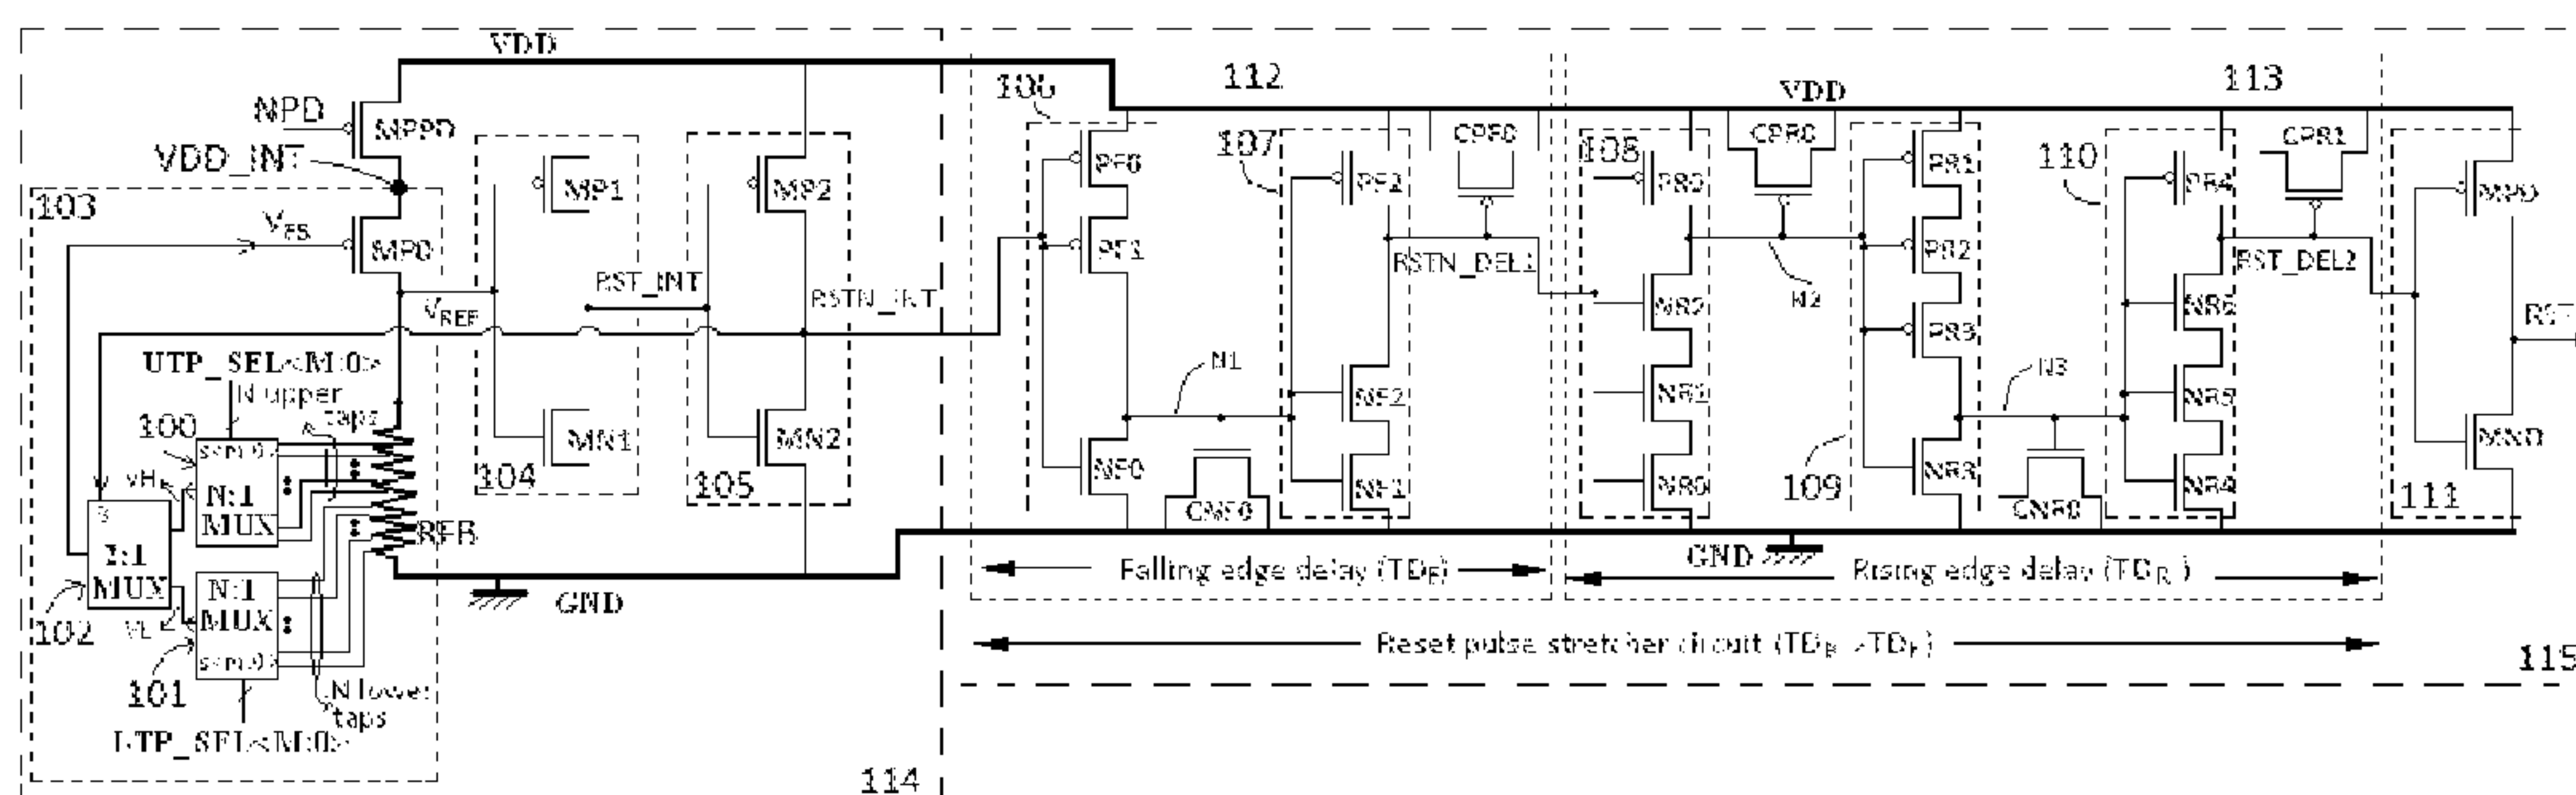 VDD
NPD
MPPD
VDD_INT
103
MP0
V_REF
UTP_SEL<M:0>
N upper
taps
100
N:1
MUX
VH
2:1
MUX
102
VL
N:1
MUX
101
N lower
taps
LTP_SEL<M:0>
RFB
GND
MP1
MN1
104
RST_INT
MP2
MN2
105
RSTN_INT
114
106
112
PF0
PF1
NF0
N1
CNF0
107
PF2
NF2
NF1
CPF0
RSTN_DEL1
Falling edge delay (TD_F)
108
PR0
NR2
NR1
NR0
VDD
CPR0
N2
113
PR1
PR2
PR3
NR3
109
N3
CNR0
110
PR4
NR6
NR5
NR4
CPR1
RST_DEL2
GND
Rising edge delay (TD_R)
Reset pulse stretcher circuit (TD_R >TD_F)
MPO
MNO
111
RST
115